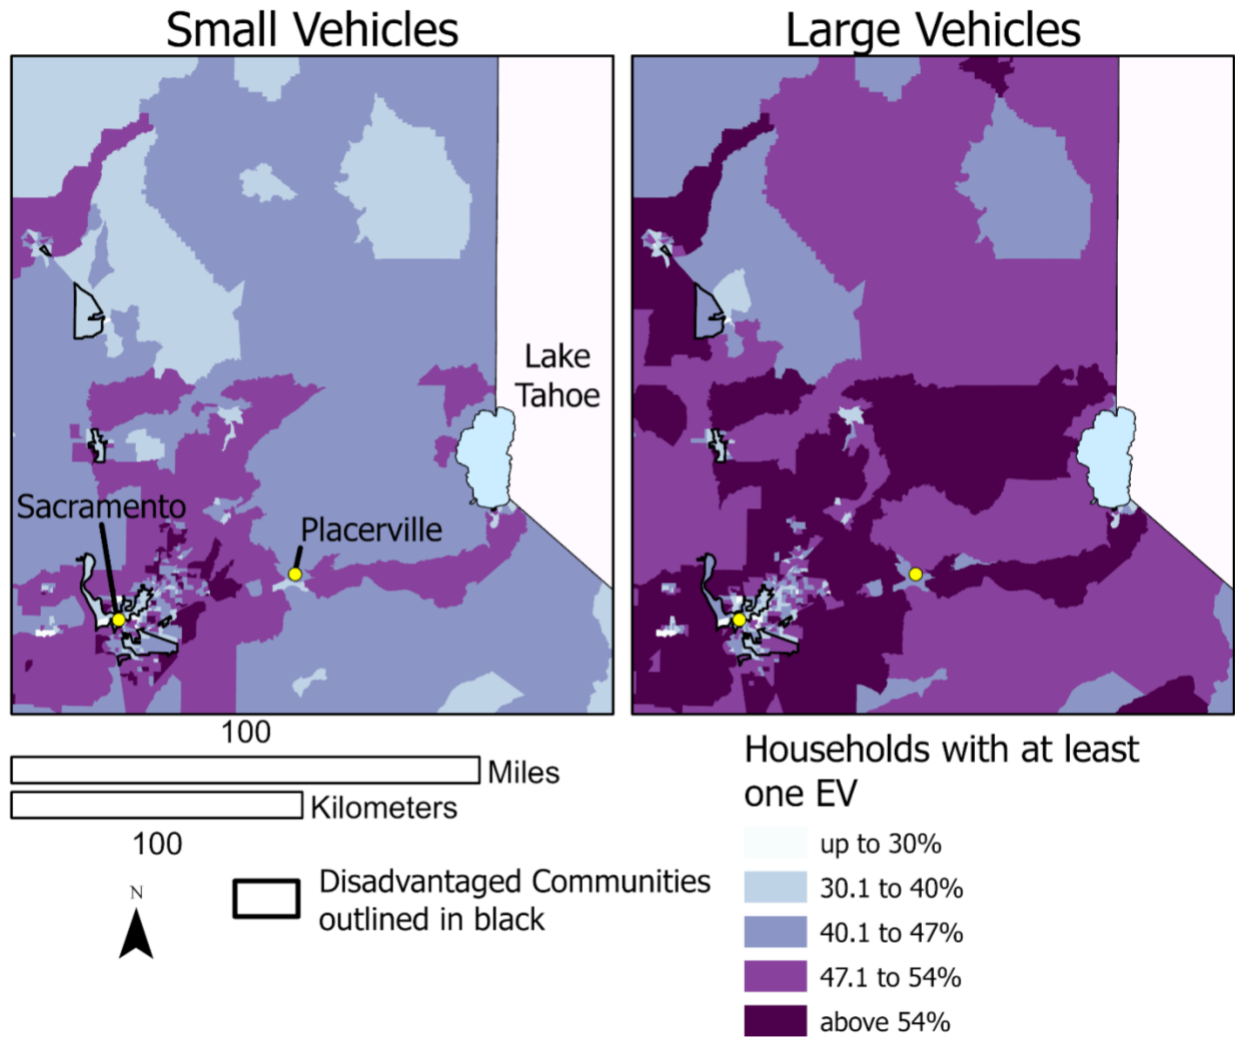 Small Vehicles
Large Vehicles
Lake
Tahoe
Sacramento
Placerville
100
Miles
Kilometers
100
N
Disadvantaged Communities
outlined in black
Households with at least
one EV
up to 30%
30.1 to 40%
40.1 to 47%
47.1 to 54%
above 54%